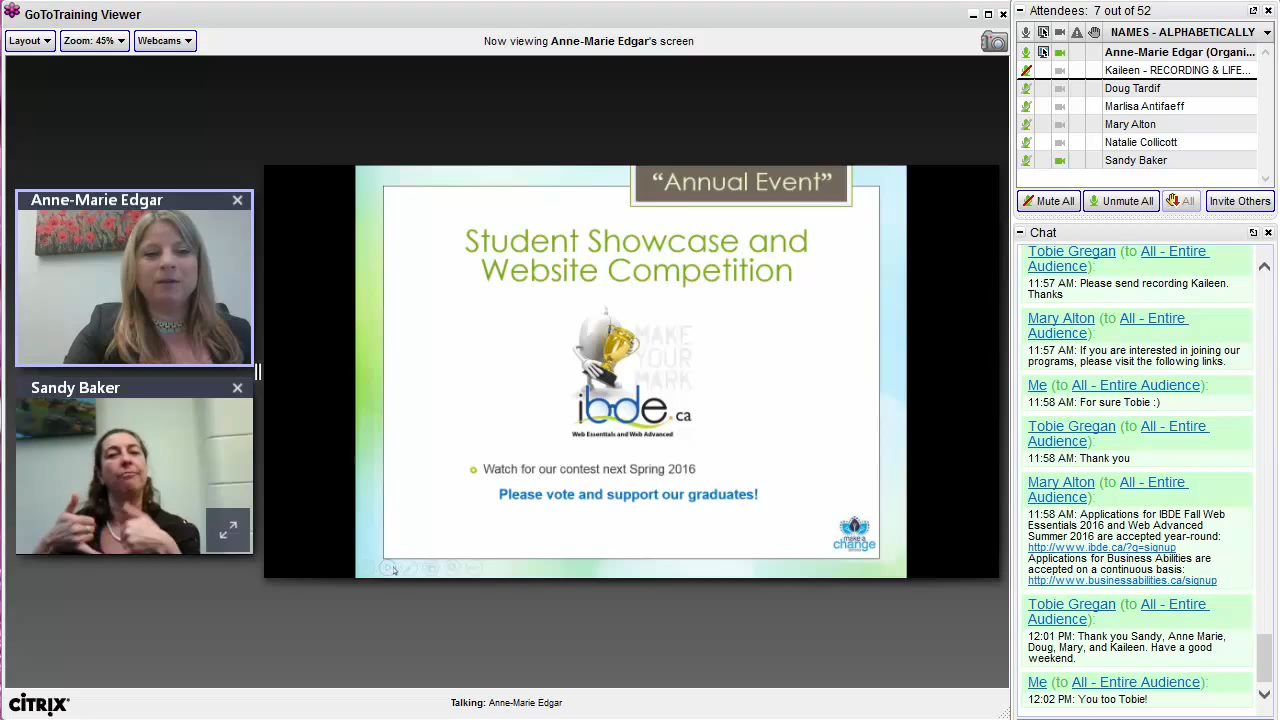 GoToTraining Viewer
Layout
Zoom: 45%
Webcams
Now viewing Anne-Marie Edgar's screen
Anne-Marie Edgar
Sandy Baker
"Annual Event"
Student Showcase and
Website Competition
MAKE
YOUR
MARK
ibde.ca
Web Essentials and Web Advanced
Watch for our contest next Spring 2016
Please vote and support our graduates!
make a
change
CITRIX
Talking: Anne-Marie Edgar
Attendees: 7 out of 52
NAMES - ALPHABETICALLY
Anne-Marie Edgar (Organi...
Kaileen - RECORDING & LIFE...
Doug Tardif
Marlisa Antifaeff
Mary Alton
Natalie Collicott
Sandy Baker
Mute All
Unmute All
All
Invite Others
Chat
Tobie Gregan (to All - Entire
Audience):
11:57 AM: Please send recording Kaileen.
Thanks
Mary Alton (to All - Entire
Audience):
11:57 AM: If you are interested in joining our
programs, please visit the following links.
Me (to All - Entire Audience):
11:58 AM: For sure Tobie :)
Tobie Gregan (to All - Entire
Audience):
11:58 AM: Thank you
Mary Alton (to All - Entire
Audience):
11:58 AM: Applications for IBDE Fall Web
Essentials 2016 and Web Advanced
Summer 2016 are accepted year-round:
http://www.ibde.ca/?q=signup
Applications for Business Abilities are
accepted on a continuous basis:
http://www.businessabilities.ca/signup
Tobie Gregan (to All - Entire
Audience):
12:01 PM: Thank you Sandy, Anne Marie,
Doug, Mary, and Kaileen. Have a good
weekend.
Me (to All - Entire Audience):
12:02 PM: You too Tobie!